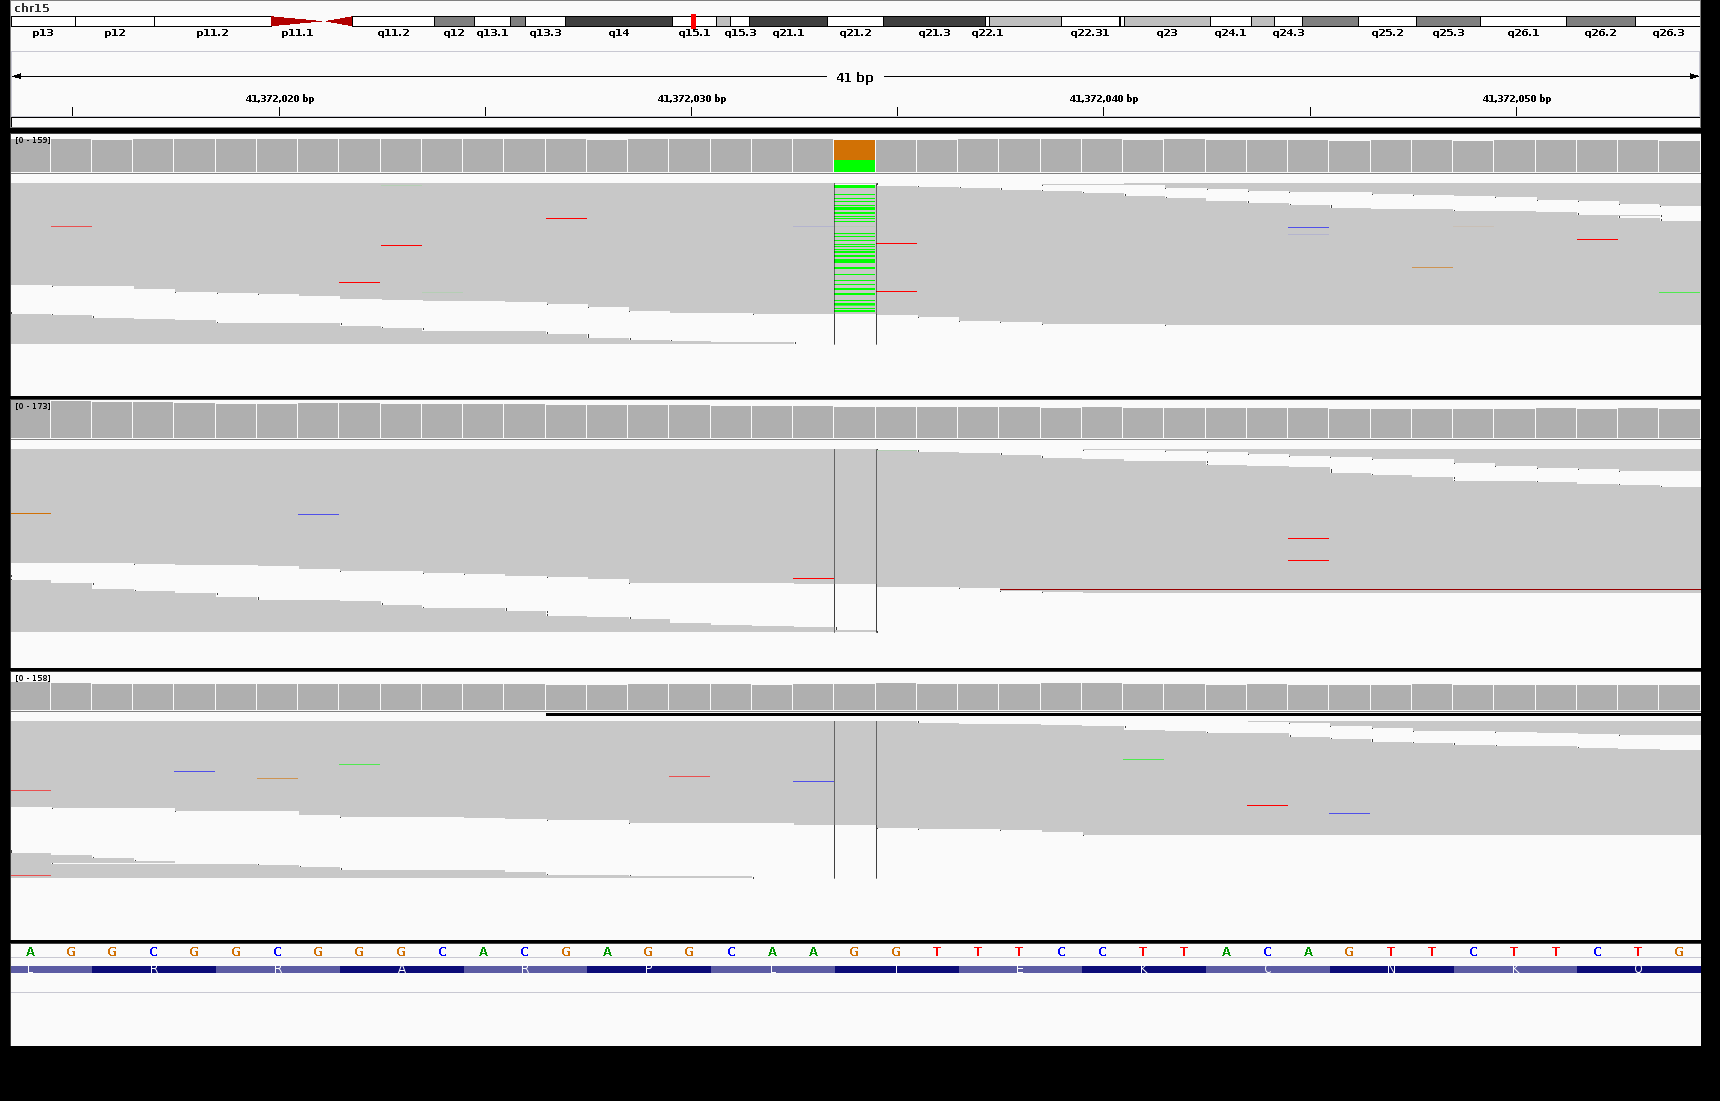 chr15
p13 p12 p11.2 p11.1 q11.2 q12 q13.1 q13.3 q14 q15.1 q15.3 q21.1 q21.2 q21.3 q22.1 q22.31 q23 q24.1 q24.3 q25.2 q25.3 q26.1 q26.2 q26.3
41 bp
41,372,020 bp 41,372,030 bp 41,372,040 bp 41,372,050 bp
[0 - 159]
[0 - 173]
[0 - 158]
A G G C G G C G G G C A C G A G G C A A G G T T T C C T T A C A G T T C T T C T G
L R R A R P L T E K C N K Q